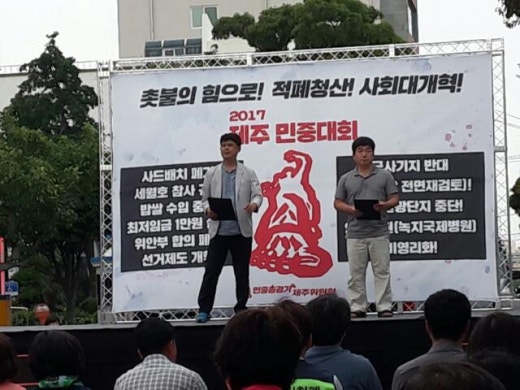 촛불의 힘으로! 적폐청산! 사회대개혁!
2017
제주 민중대회
사드배치 폐
세월호 참사
밥쌀 수입 중
최저임금 1만원
위안부 합의 폐
선거제도 개
군사기지 반대
전면재검토!!
중단!
(녹지국제병원)
비영리화!
민중총궐기 제주위원회